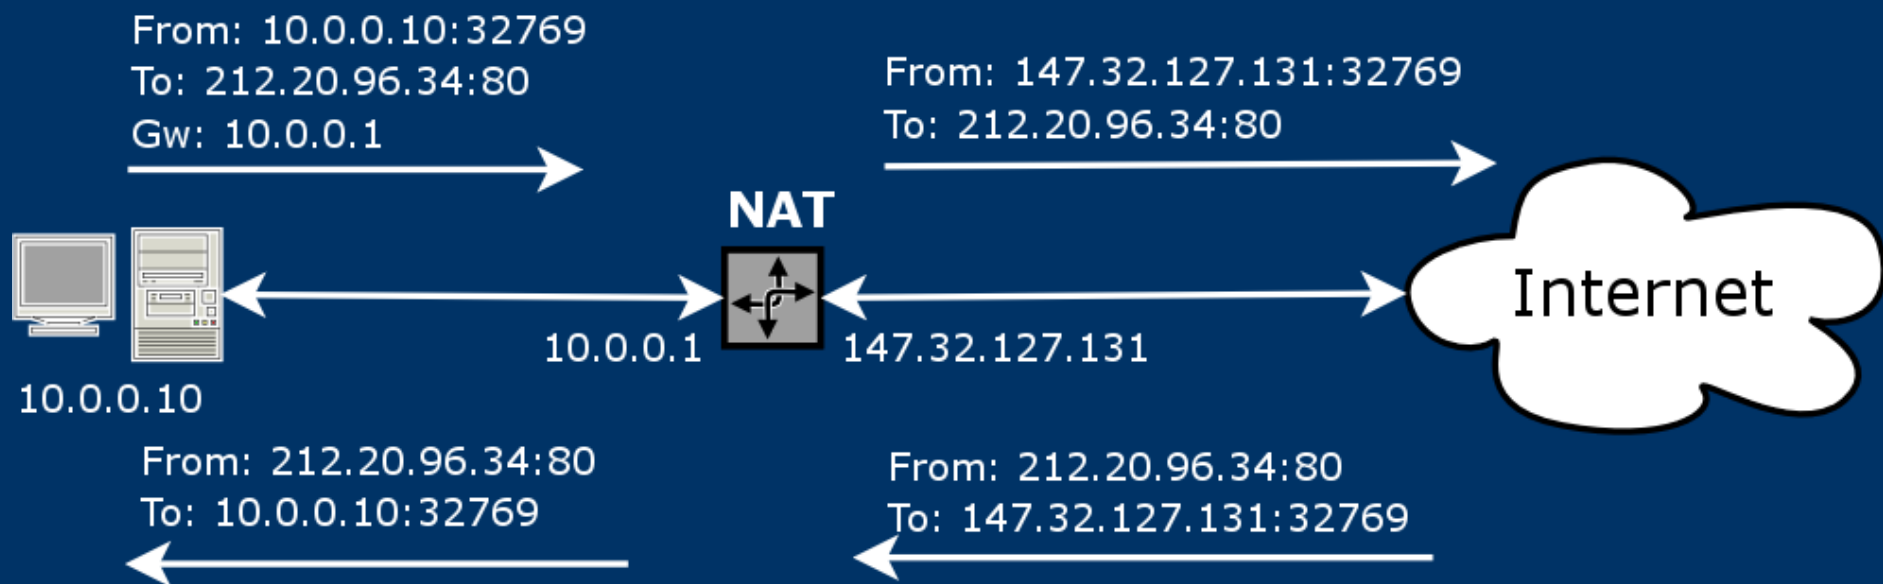 From: 10.0.0.10:32769
To: 212.20.96.34:80
Gw: 10.0.0.1
From: 147.32.127.131:32769
To: 212.20.96.34:80
NAT
Internet
10.0.0.1
147.32.127.131
10.0.0.10
From: 212.20.96.34:80
To: 10.0.0.10:32769
From: 212.20.96.34:80
To: 147.32.127.131:32769